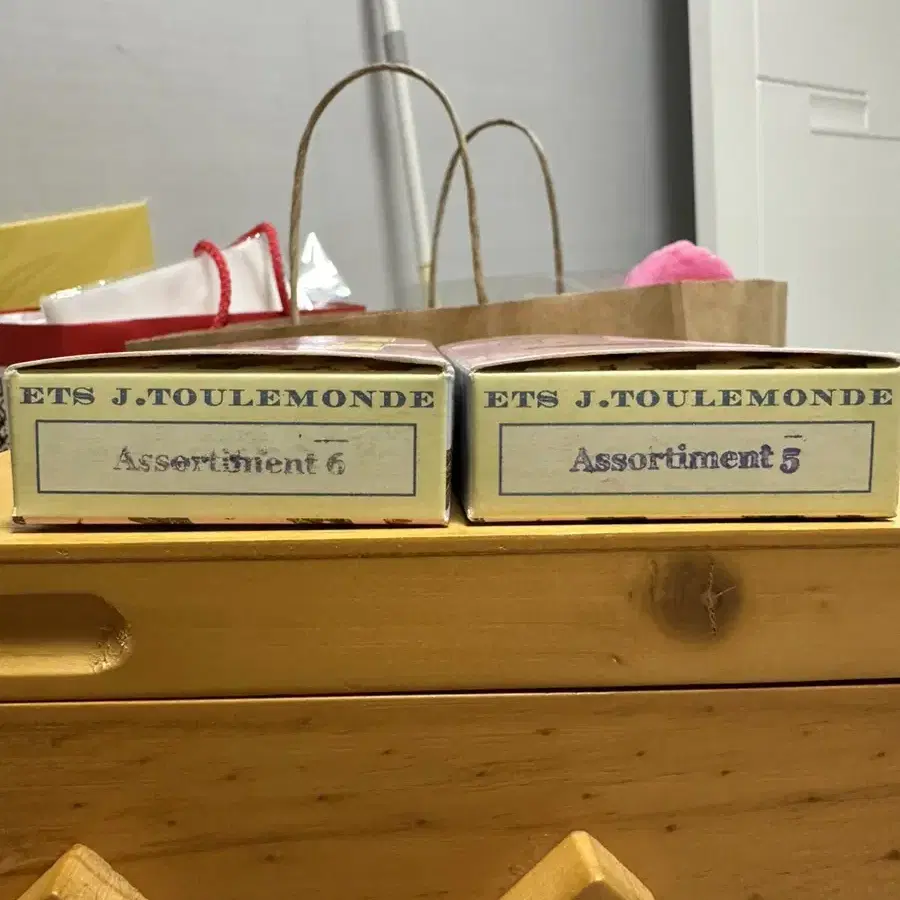 ETS J.TOULEMONDE
Assortiment 6
ETS J.TOULEMONDE
Assortiment 5